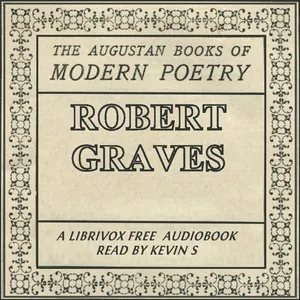 THE AUGUSTAN BOOKS OF
MODERN POETRY
ROBERT
GRAVES
A LIBRIVOX FREE AUDIOBOOK
READ BY KEVIN S